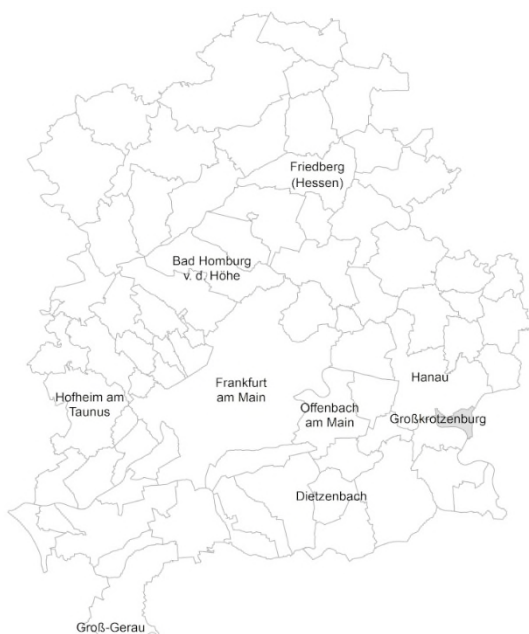 Friedberg
(Hessen)
Bad Homburg
v. d. Höhe
Hanau
Frankfurt
am Main
Hofheim am
Taunus
Offenbach
am Main
Großkrotzenburg
Dietzenbach
Groß-Gerau